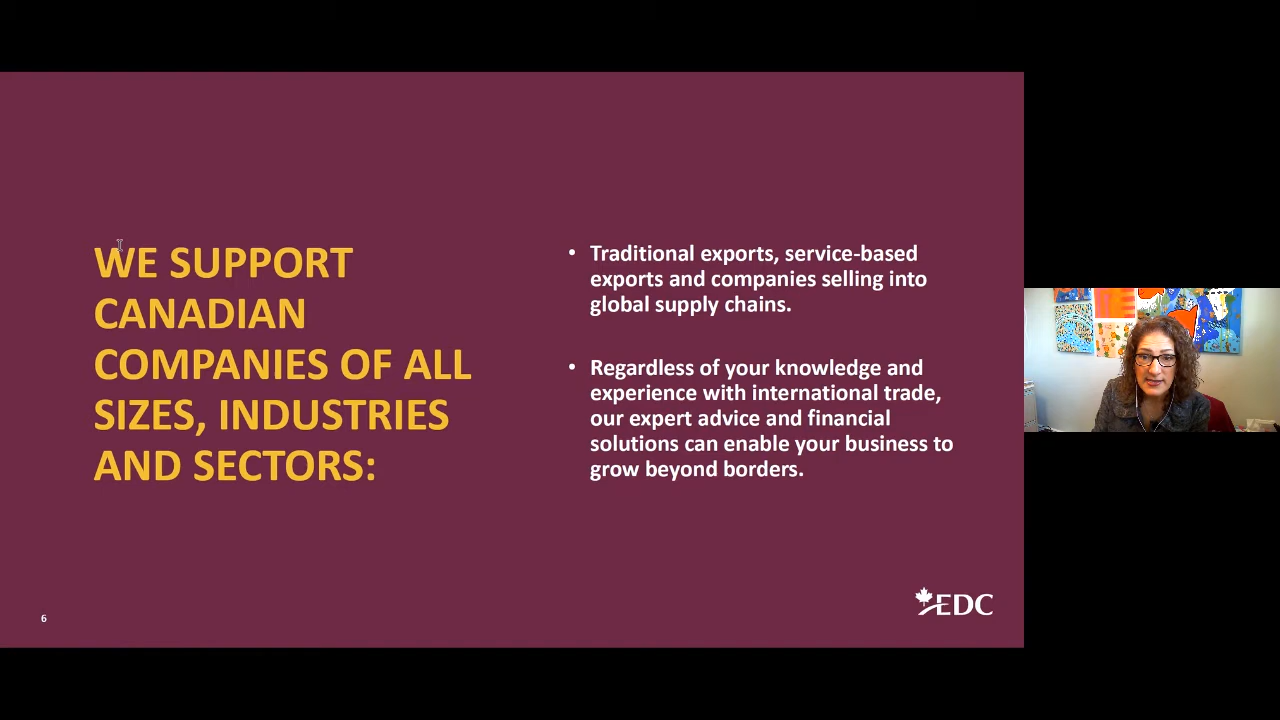 WE SUPPORT
CANADIAN
COMPANIES OF ALL
SIZES, INDUSTRIES
AND SECTORS:
• Traditional exports, service-based
exports and companies selling into
global supply chains.
• Regardless of your knowledge and
experience with international trade,
our expert advice and financial
solutions can enable your business to
grow beyond borders.
6
EDC